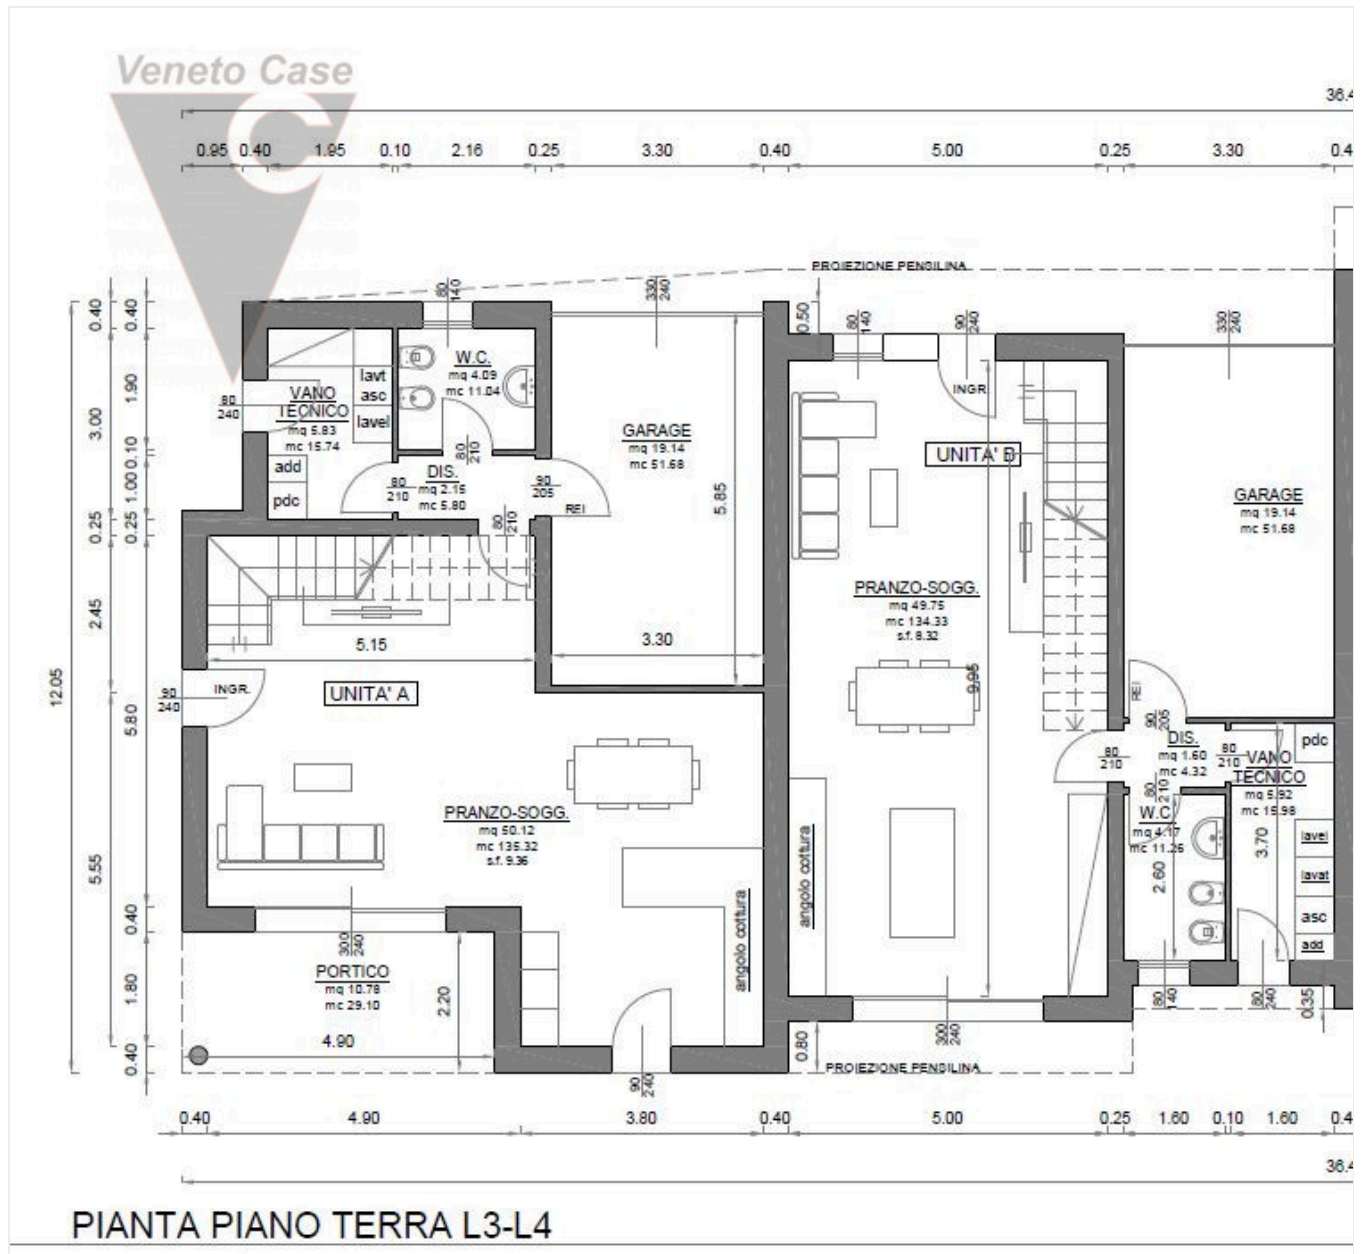 Veneto Case
C
36.4
0.95 0.40 1.95 0.10 2.16 0.25 3.30 0.40 5.00 0.25 3.30 0.4
PROIEZIONE PENSILINA
0.40 0.40
80 140
330 240
0.50
80 140
90 240
330 240
W.C.
mq 4.09
mc 11.04
lavt
asc
lavel
VANO
TECNICO
mq 5.83
mc 15.74
80
240
1.90
3.00
INGR.
GARAGE
mq 19.14
mc 51.68
UNITA' B
0.10
add
pdc
DIS.
mq 2.15
mc 5.80
80
210
80 210
90
205
REI
1.00
5.85
GARAGE
mq 19.14
mc 51.68
0.25 0.25
80 210
PRANZO-SOGG.
mq 49.75
mc 134.33
s.f. 8.32
2.45
5.15
3.30
12.05
UNITA' A
INGR.
90
240
5.80
9.95
REI
90 205
DIS.
mq 1.60
mc 4.32
80
210
80
210
VANO
TECNICO
mq 5.92
mc 15.98
pdc
PRANZO-SOGG.
mq 50.12
mc 135.32
s.f. 9.36
80 210
W.C.
mq 4.17
mc 11.26
lavel
lavat
asc
add
5.55
2.60
3.70
angolo cottura
angolo cottura
0.40
300 240
PORTICO
mq 10.78
mc 29.10
1.80
2.20
4.90
80 140
80 240
0.35
300 240
0.80
0.40
90 240
PROIEZIONE PENSILINA
0.40 4.90 3.80 0.40 5.00 0.25 1.60 0.10 1.60 0.4
36.4
PIANTA PIANO TERRA L3-L4